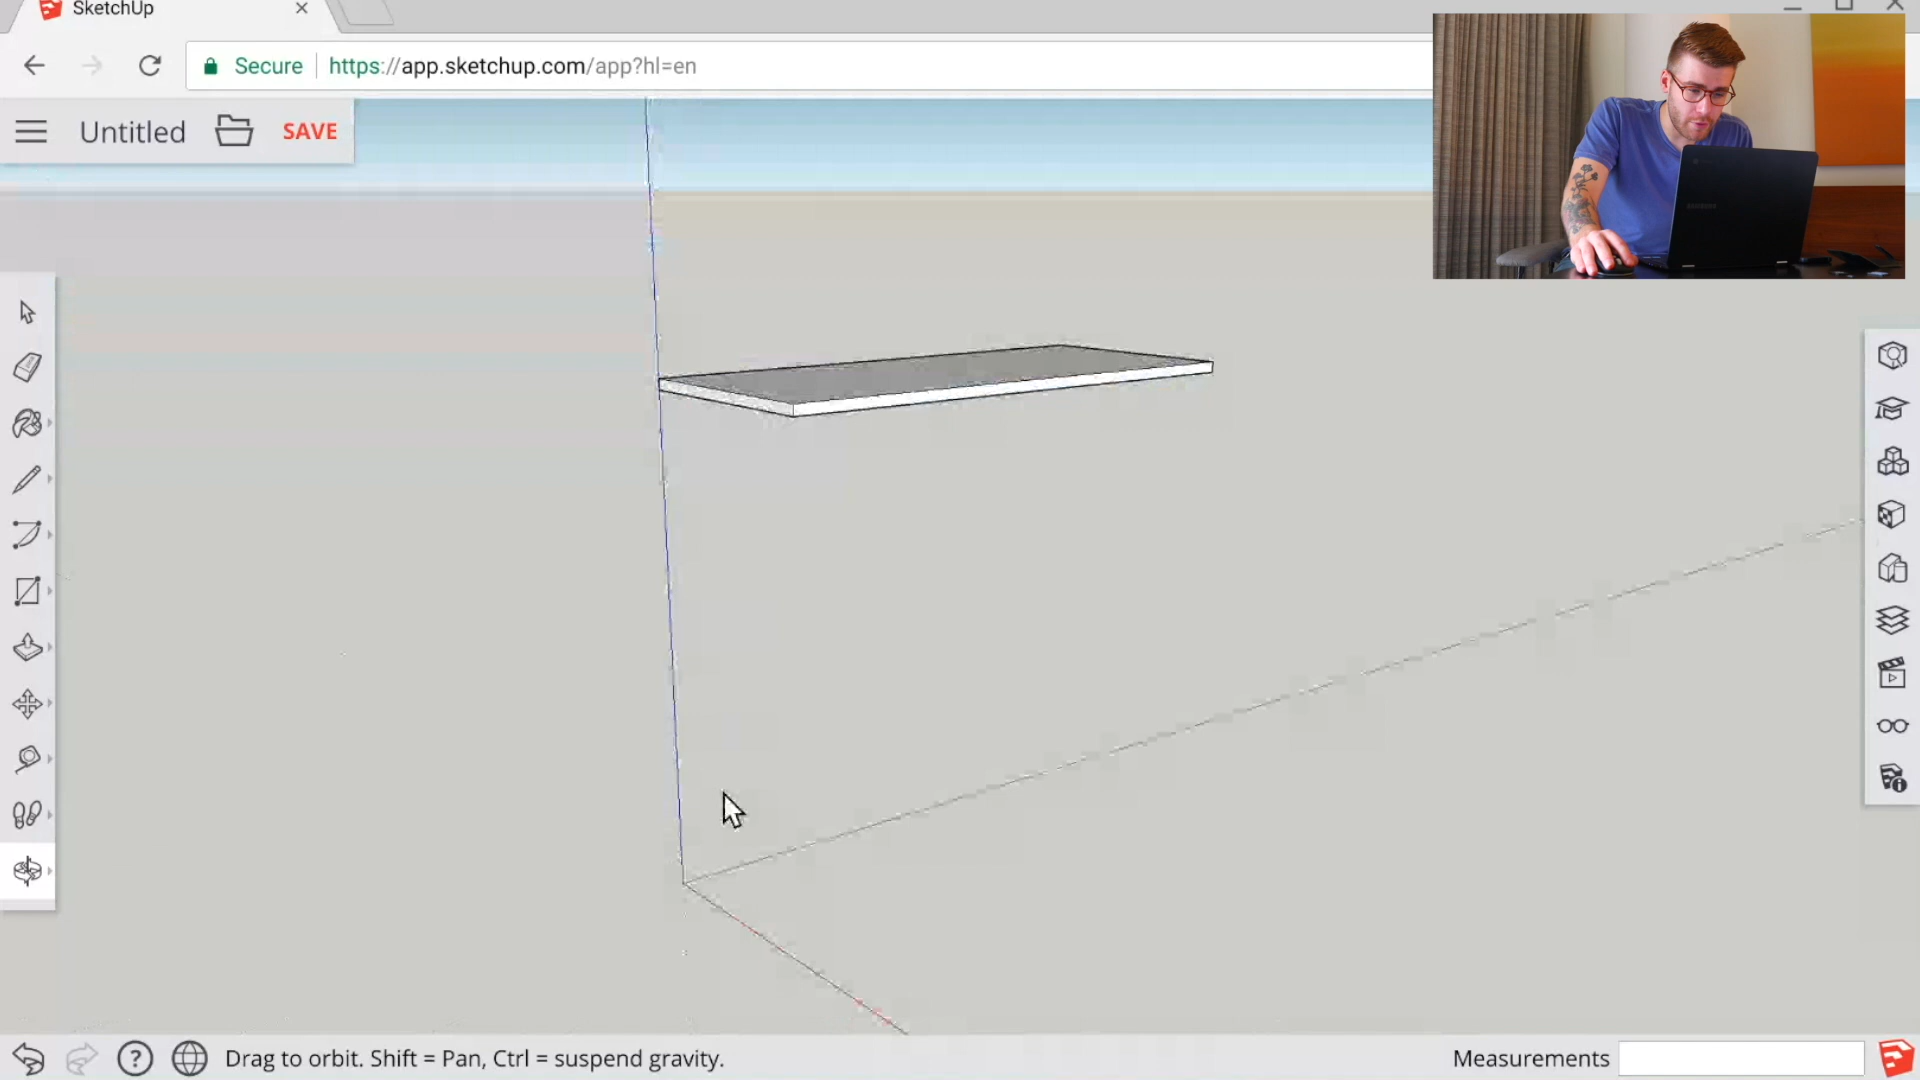 SketchUp
Secure https://app.sketchup.com/app?hl=en
Untitled SAVE
Drag to orbit. Shift = Pan, Ctrl = suspend gravity.
Measurements
SAMSUNG